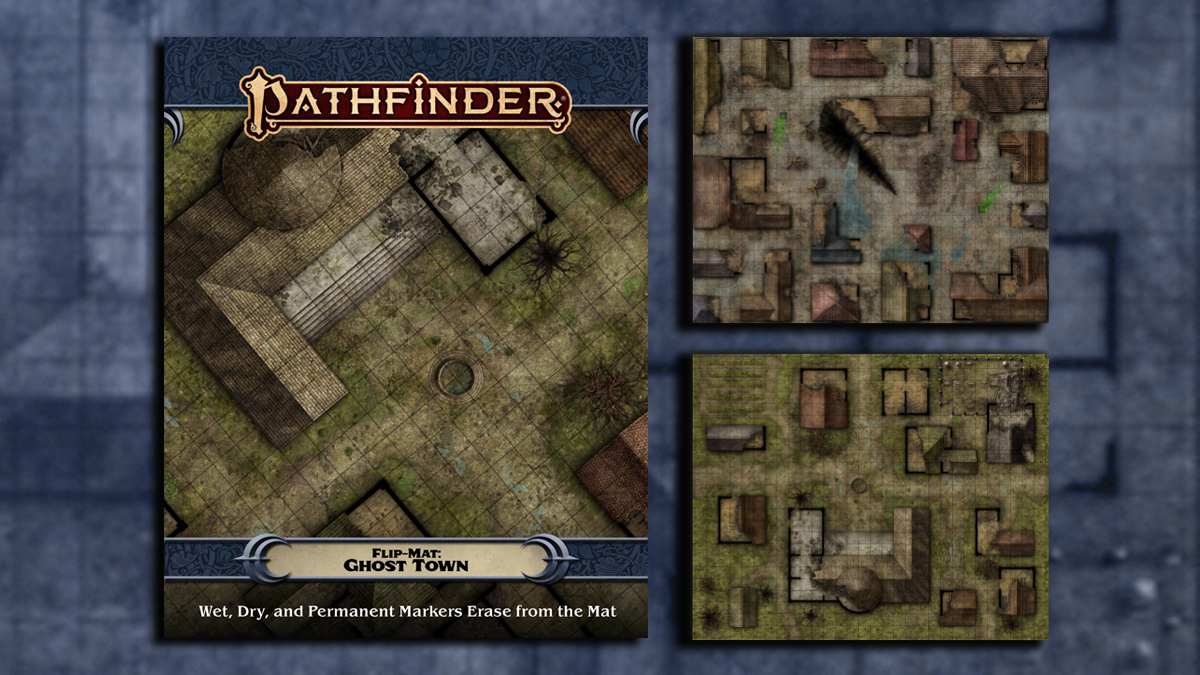 PATHFINDER
FLIP-MAT:
GHOST TOWN
Wet, Dry, and Permanent Markers Erase from the Mat